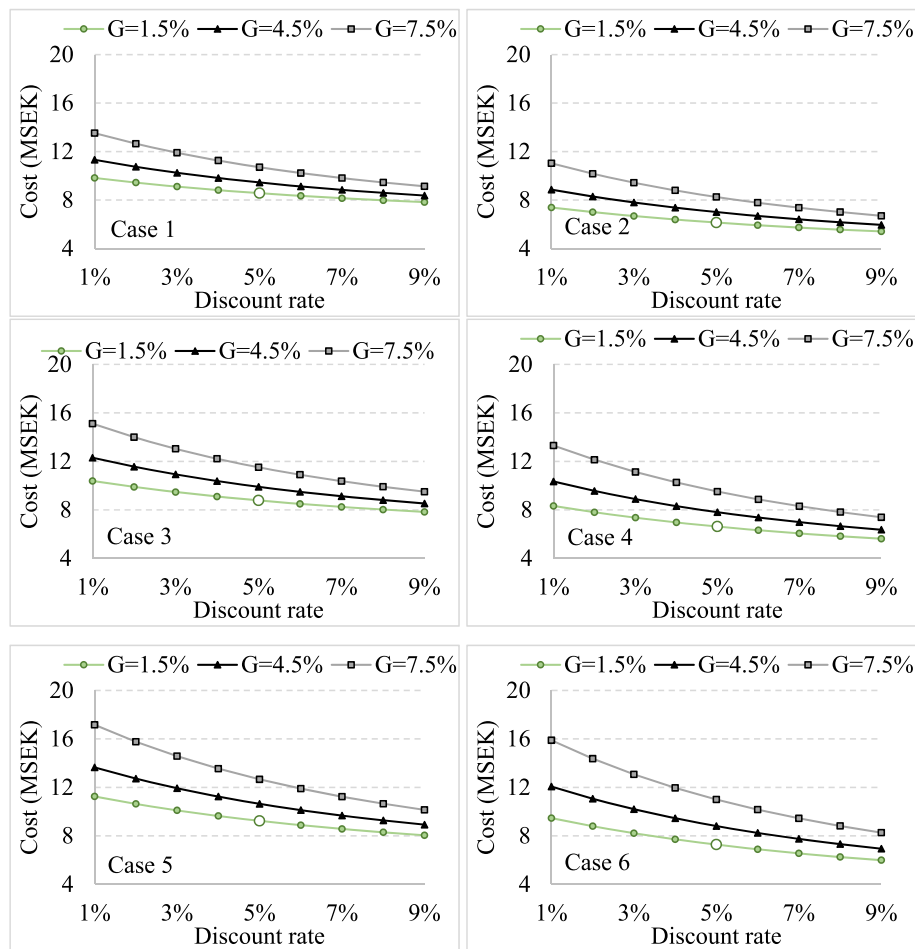 G=1.5% G=4.5% G=7.5%
20
16
12
8
4
Cost (MSEK)
Case 1
1% 3% 5% 7% 9%
Discount rate
G=1.5% G=4.5% G=7.5%
20
16
12
8
4
Cost (MSEK)
Case 2
1% 3% 5% 7% 9%
Discount rate
G=1.5% G=4.5% G=7.5%
20
16
12
8
4
Cost (MSEK)
Case 3
1% 3% 5% 7% 9%
Discount rate
G=1.5% G=4.5% G=7.5%
20
16
12
8
4
Cost (MSEK)
Case 4
1% 3% 5% 7% 9%
Discount rate
G=1.5% G=4.5% G=7.5%
20
16
12
8
4
Cost (MSEK)
Case 5
1% 3% 5% 7% 9%
Discount rate
G=1.5% G=4.5% G=7.5%
20
16
12
8
4
Cost (MSEK)
Case 6
1% 3% 5% 7% 9%
Discount rate